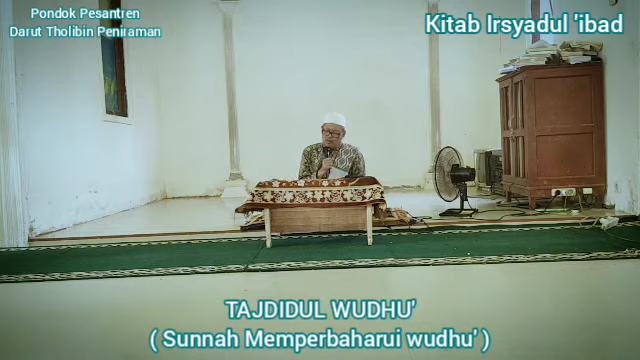 Pondok Pesantren
Darut Tholibin Peniraman
Kitab Irsyadul 'ibad
TAJDIDUL WUDHU'
( Sunnah Memperbaharui wudhu' )